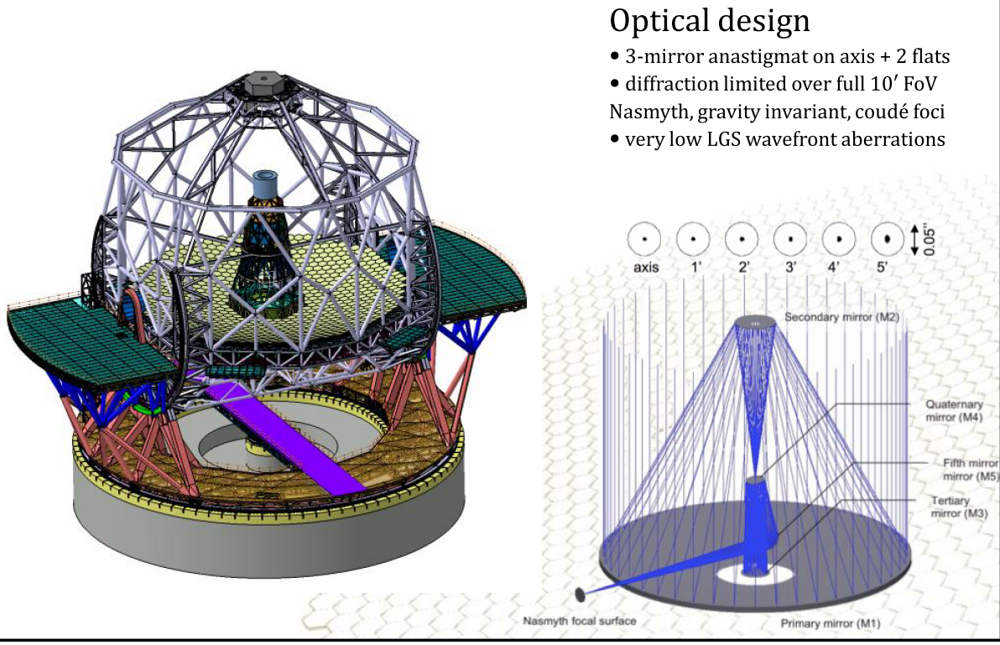 Optical design
• 3-mirror anastigmat on axis + 2 flats
• diffraction limited over full 10′ FoV
Nasmyth, gravity invariant, coudé foci
• very low LGS wavefront aberrations
0.05"
axis 1' 2' 3' 4' 5'
Secondary mirror (M2)
Quaternary
mirror (M4)
Fifth mirror
mirror (M5)
Tertiary
mirror (M3)
Nasmyth focal surface
Primary mirror (M1)